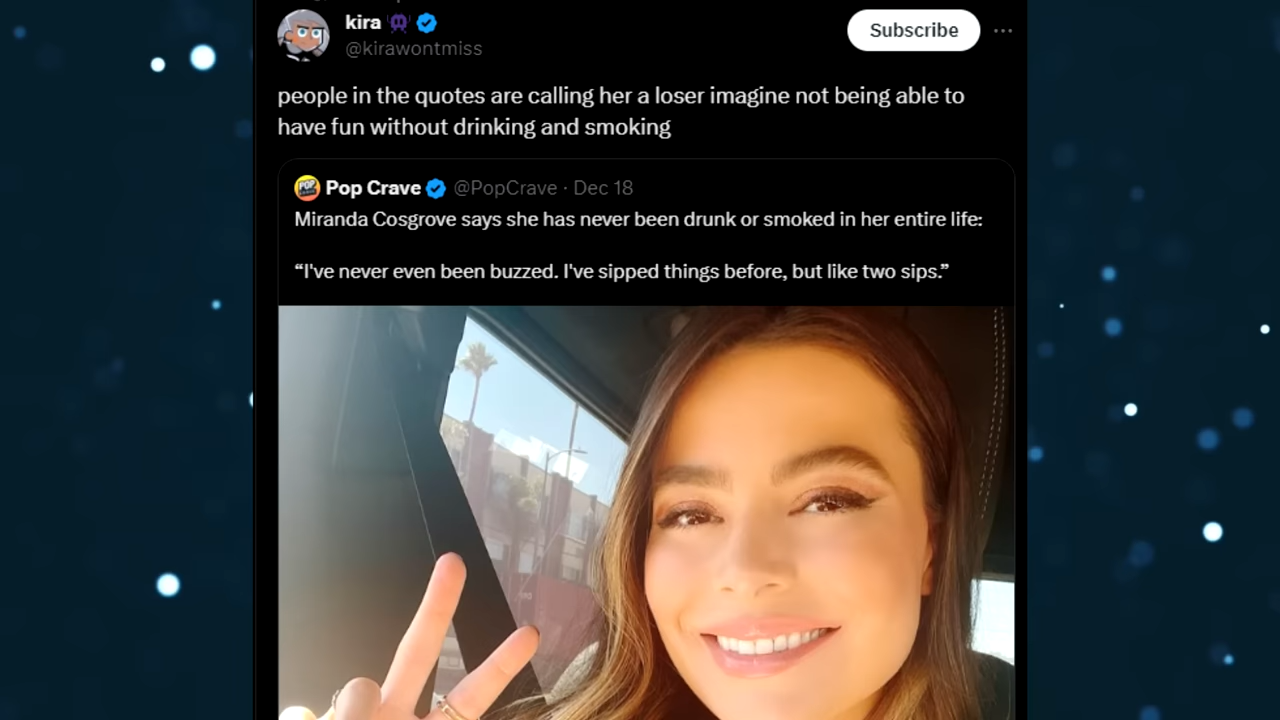 kira
@kirawontmiss
Subscribe
people in the quotes are calling her a loser imagine not being able to
have fun without drinking and smoking
POP Pop Crave @PopCrave · Dec 18
Miranda Cosgrove says she has never been drunk or smoked in her entire life:
“I've never even been buzzed. I've sipped things before, but like two sips.”